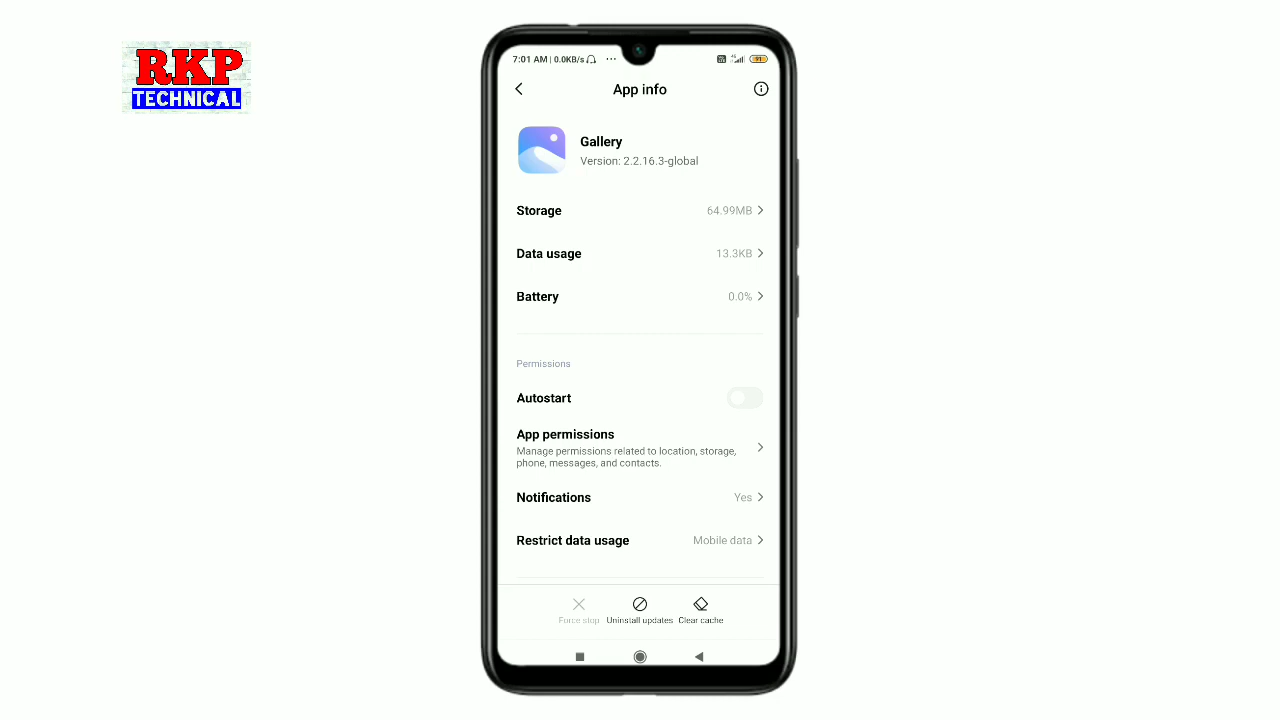 RKP
TECHNICAL
7:01 AM | 0.0KB/s ...
91
App info
Gallery
Version: 2.2.16.3-global
Storage 64.99MB
Data usage 13.3KB
Battery 0.0%
Permissions
Autostart
App permissions
Manage permissions related to location, storage,
phone, messages, and contacts.
Notifications Yes
Restrict data usage Mobile data
Force stop Uninstall updates Clear cache